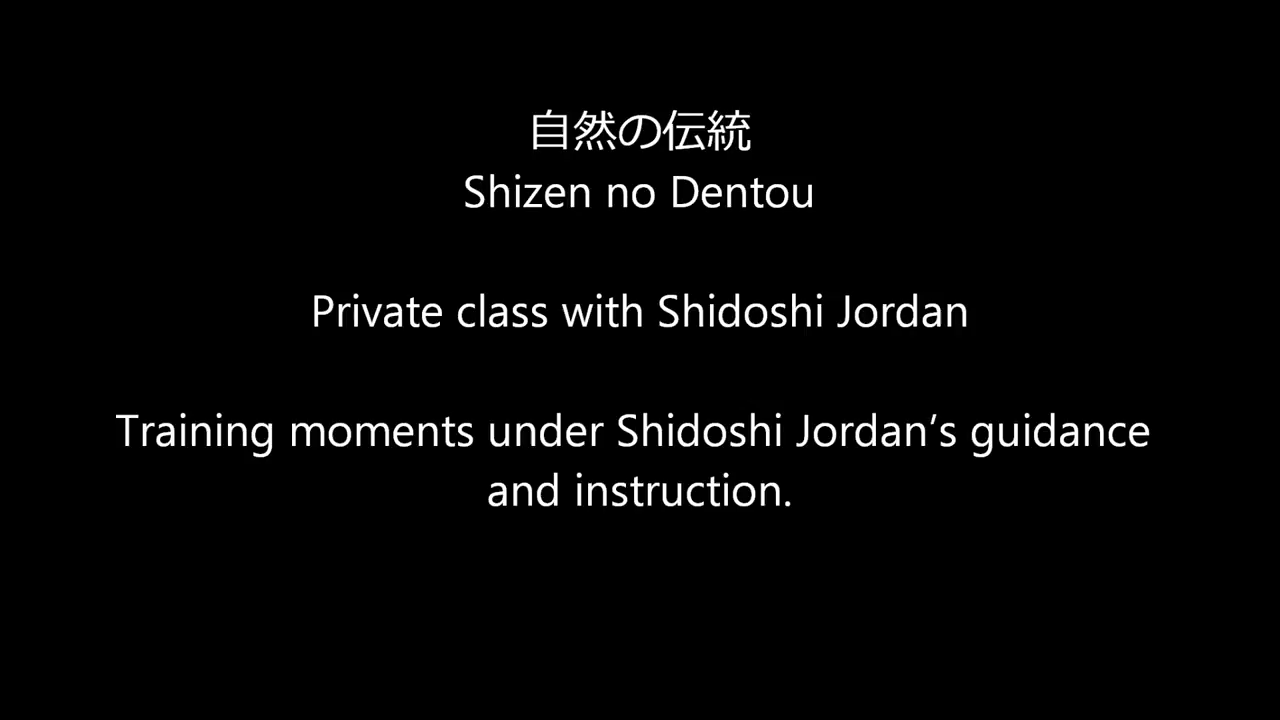 自然の伝統
Shizen no Dentou
Private class with Shidoshi Jordan
Training moments under Shidoshi Jordan’s guidance
and instruction.